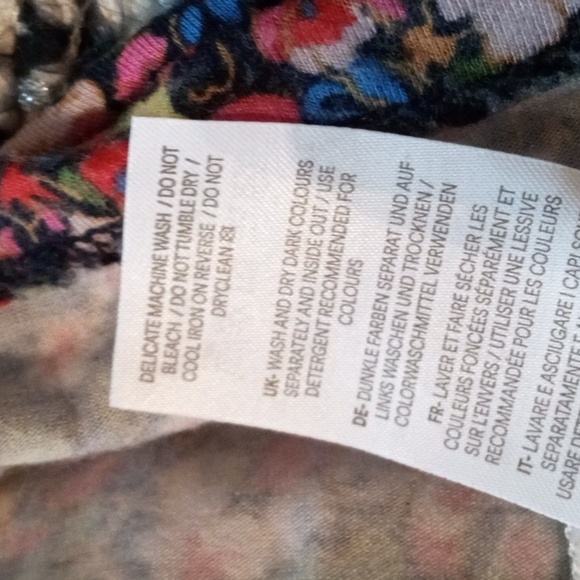 DELICATE MACHINE WASH / DO NOT
BLEACH / DO NOT TUMBLE DRY /
COOL IRON ON REVERSE / DO NOT
DRYCLEAN
UK- WASH AND DRY DARK COLOURS
SEPARATELY AND INSIDE OUT / USE
DETERGENT RECOMMENDED FOR
COLOURS
DE- DUNKLE FARBEN SEPARAT UND AUF
LINKS WASCHEN UND TROCKNEN /
COLORWASCHMITTEL VERWENDEN
FR- LAVER ET FAIRE SÉCHER LES
COULEURS FONCÉES SÉPARÉMENT ET
SUR L'ENVERS / UTILISER UNE LESSIVE
RECOMMANDÉE POUR LES COULEURS
IT- LAVARE E ASCIUGARE I CAPI
SEPARATAMENTE
USARE